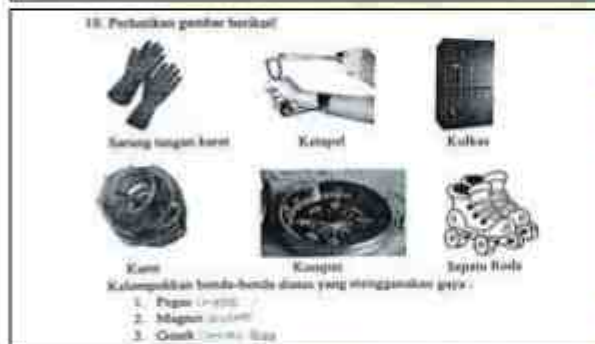 10. Perhatikan gambar berikut!
Sarung tangan karet
Ketapel
Kulkas
Karet
Kompas
Sepatu Roda
Kelompokkan benda-benda diatas yang menggunakan gaya :
1. Pegas
2. Magnet
3. Gesek